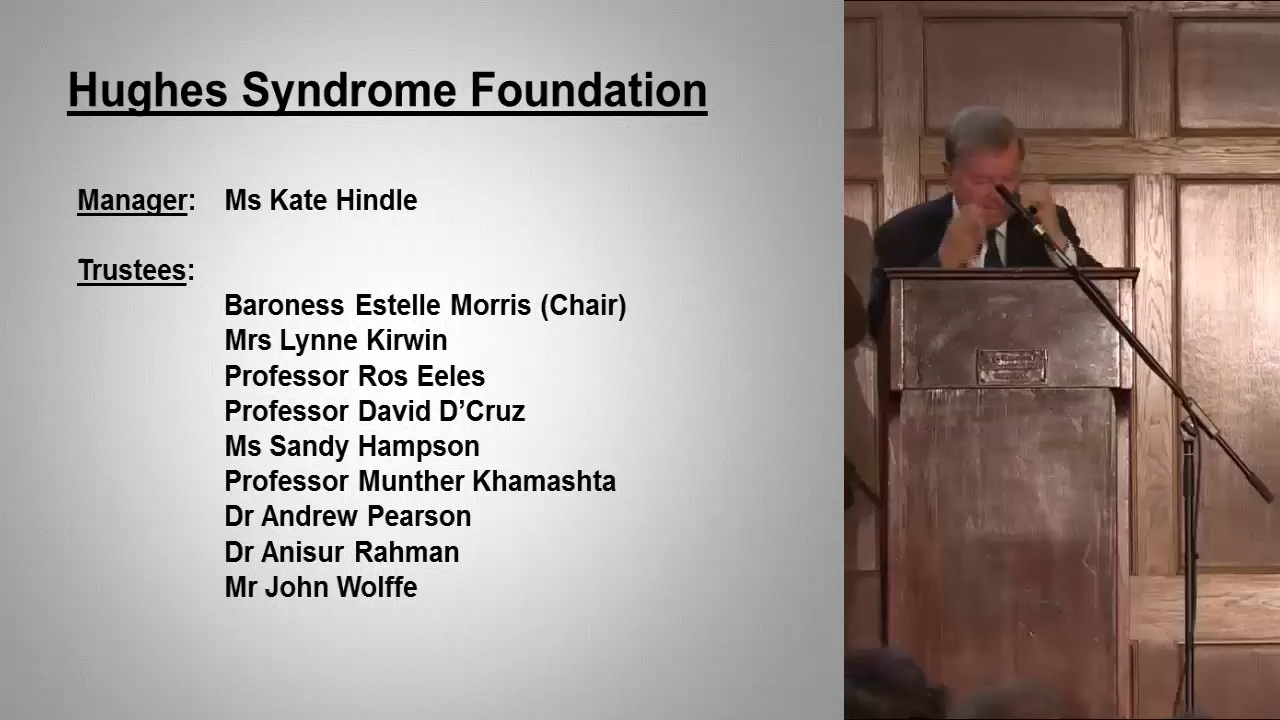 Hughes Syndrome Foundation
Manager: Ms Kate Hindle
Trustees:
Baroness Estelle Morris (Chair)
Mrs Lynne Kirwin
Professor Ros Eeles
Professor David D’Cruz
Ms Sandy Hampson
Professor Munther Khamashta
Dr Andrew Pearson
Dr Anisur Rahman
Mr John Wolffe